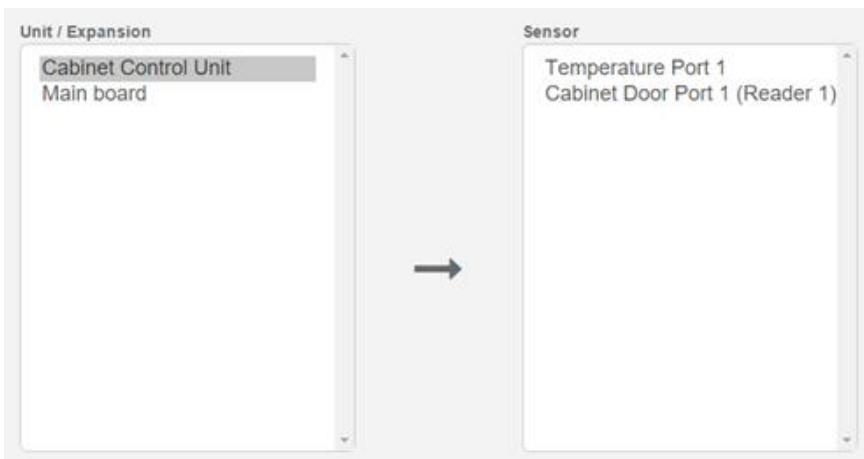 Unit / Expansion
Cabinet Control Unit
Main board
Sensor
Temperature Port 1
Cabinet Door Port 1 (Reader 1)